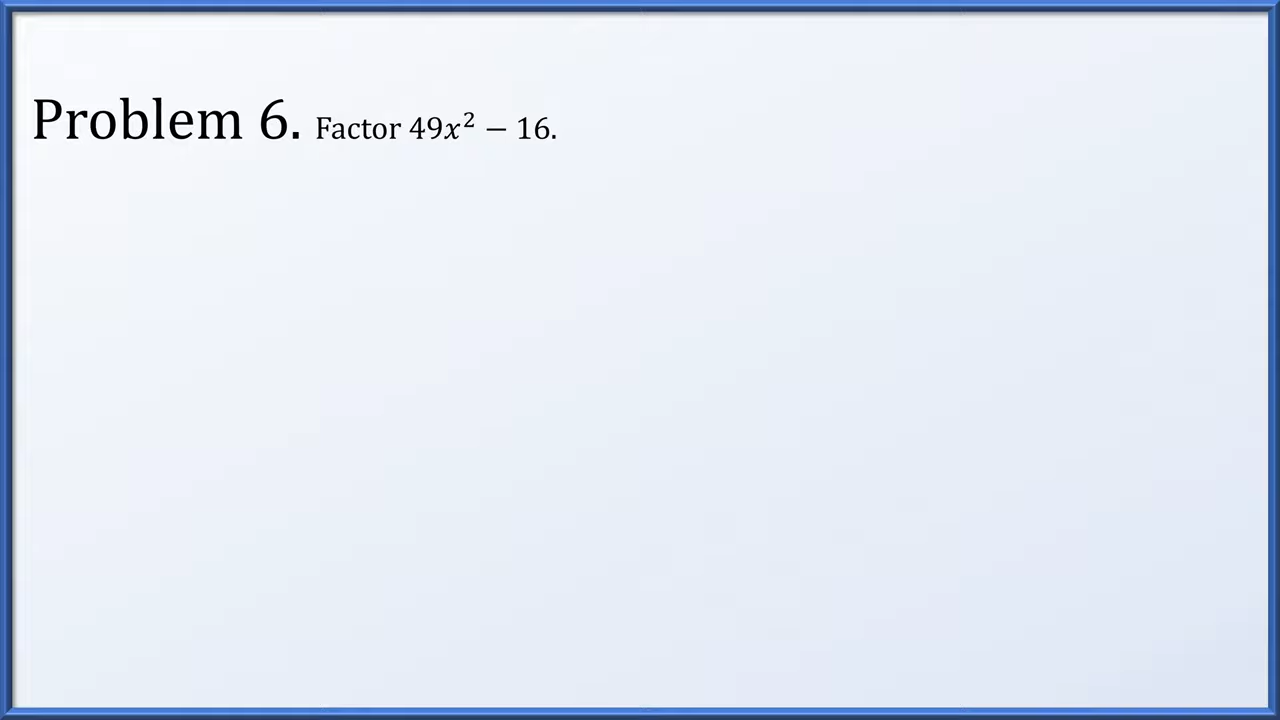 Problem 6. Factor 49𝑥² − 16.